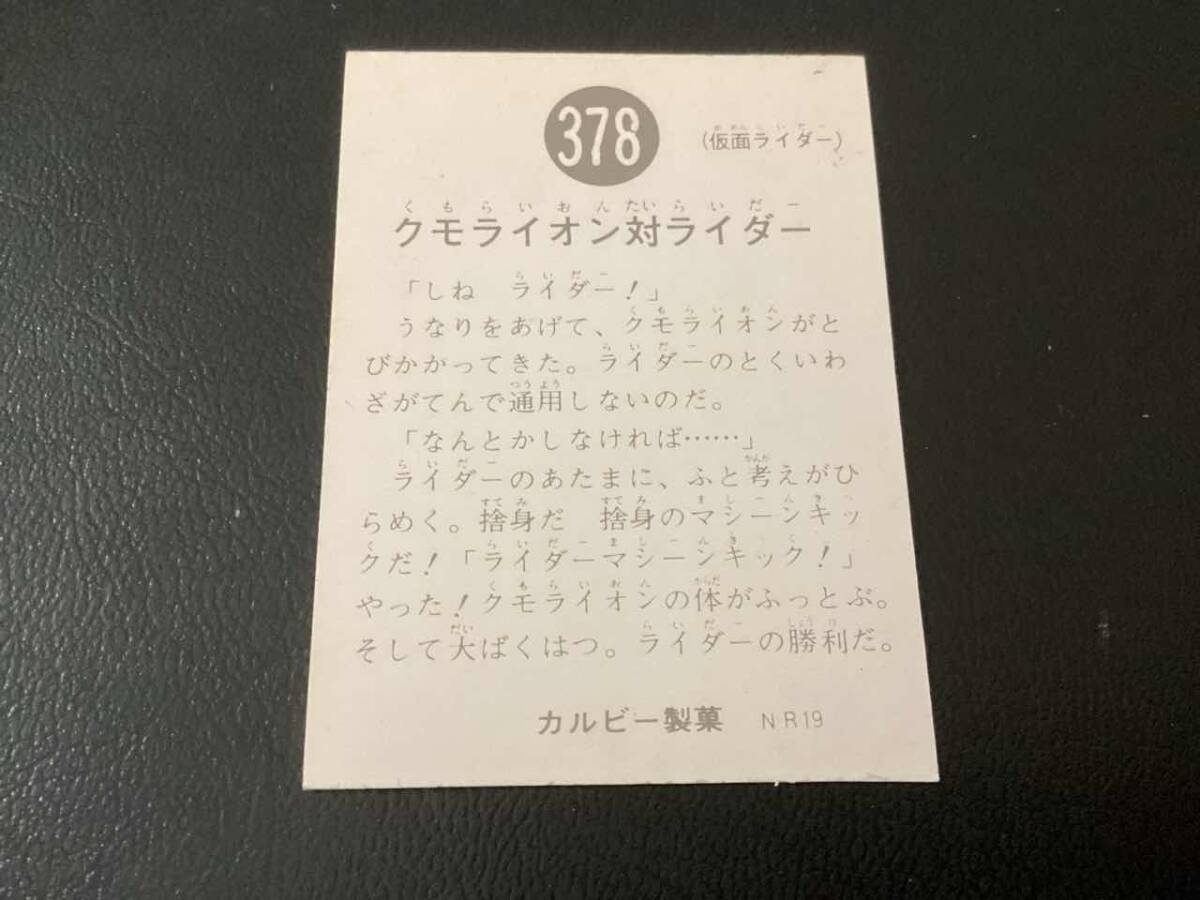 378
(仮面ライダー)
クモライオン対ライダー
「しね ライダー!」
うなりをあげて、クモライオンがと
びかかってきた。ライダーのとくいわ
ざがてんで通用しないのだ。
「なんとかしなければ……」
ライダーのあたまに、ふと考えがひ
らめく。捨身だ 捨身のマシーンキッ
クだ!「ライダーマシーンキック!」
やった!クモライオンの体がふっとぶ。
そして大ばくはつ。ライダーの勝利だ。
カルビー製菓 NR19